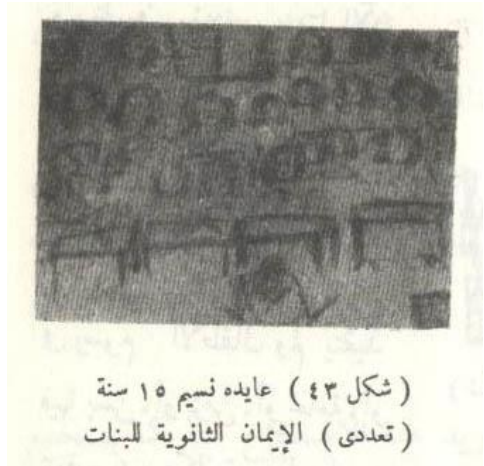 ( شكل ٤٣ ) عايده نسيم ١٥ سنة
( تعددى ) الإيمان الثانوية للبنات